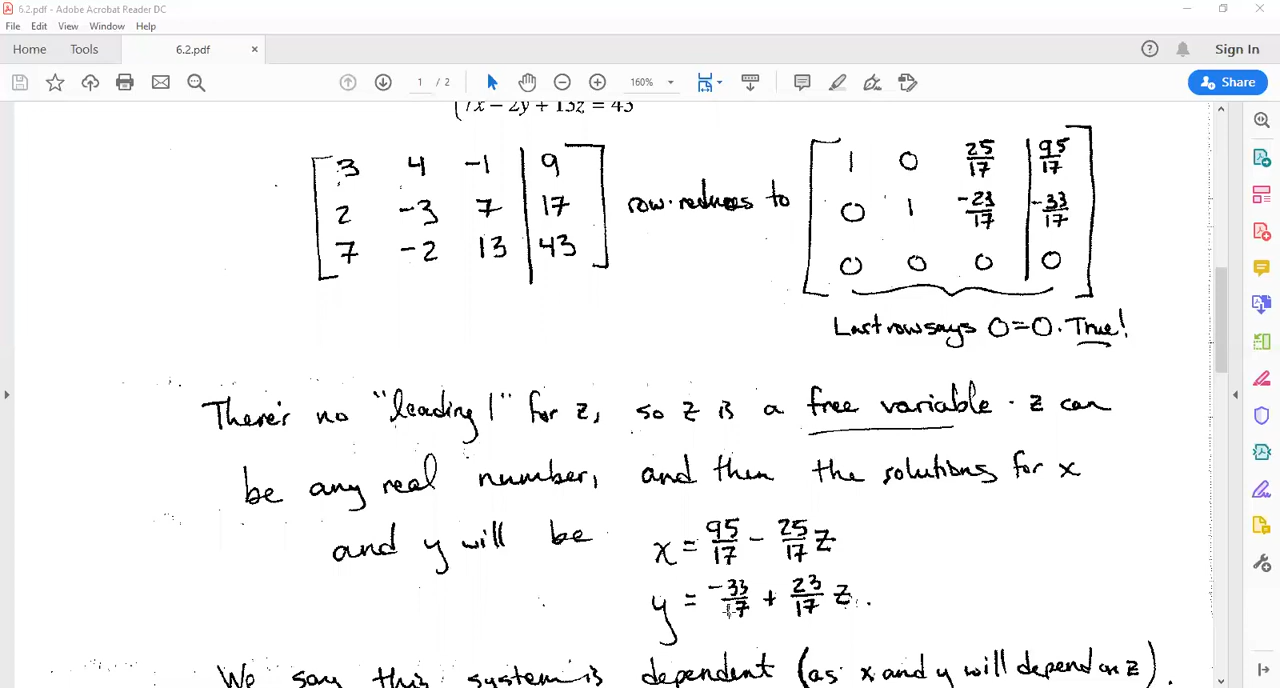 6.2.pdf - Adobe Acrobat Reader DC
File Edit View Window Help
Home Tools 6.2.pdf × Sign In
1 / 2 160% Share
7x − 2y + 13z = 43
3 4 -1 | 9
2 -3 7 | 17
7 -2 13 | 43
row-reduces to
1 0 25/17 | 95/17
0 1 -23/17 | -33/17
0 0 0 | 0
Last row says 0=0. True!
There's no "leading 1" for z, so z is a free variable. z can
be any real number, and then the solutions for x
and y will be x = 95/17 - 25/17 z
y = -33/17 + 23/17 z.
We say this system is dependent (as x and y will depend on z).